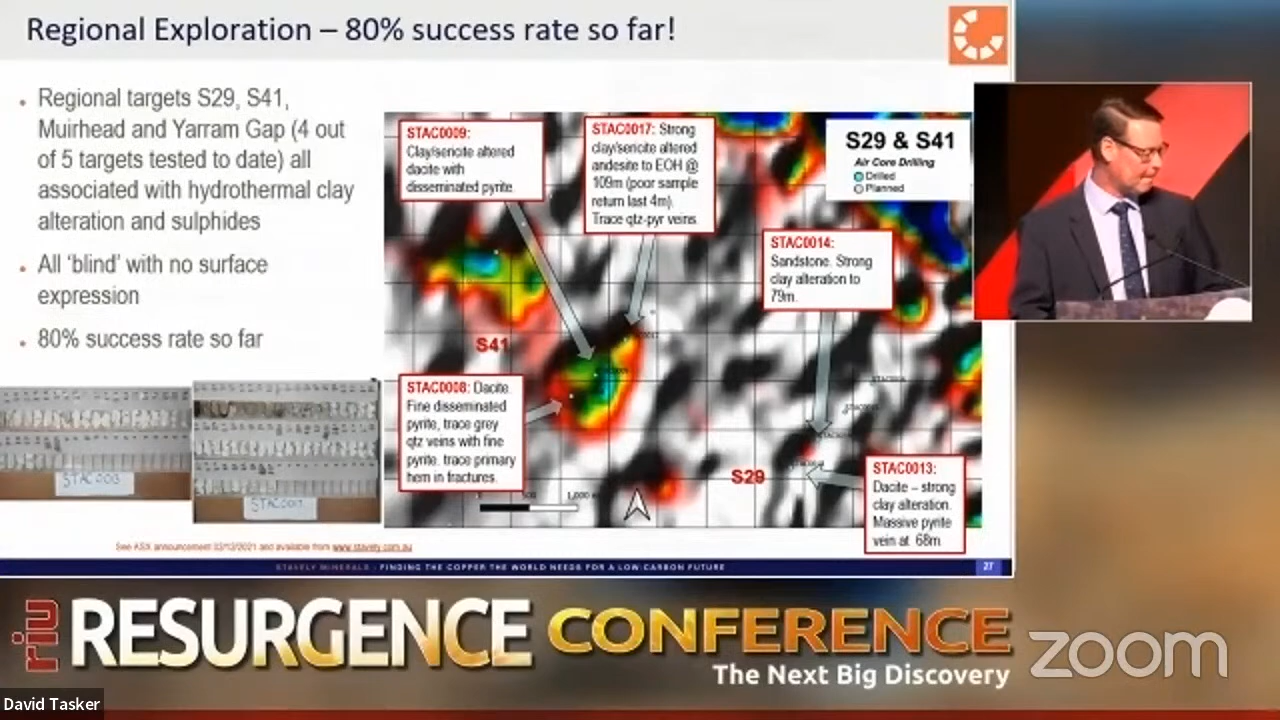 Regional Exploration – 80% success rate so far!
• Regional targets S29, S41,
Muirhead and Yarram Gap (4 out
of 5 targets tested to date) all
associated with hydrothermal clay
alteration and sulphides
• All ‘blind’ with no surface
expression
• 80% success rate so far
STAC0009:
Clay/sericite altered
dacite with
disseminated pyrite.
STAC0017: Strong
clay/sericite altered
andesite to EOH @
109m (poor sample
return last 4m).
Trace qtz-pyr veins.
S29 & S41
Air Core Drilling
Drilled
Planned
STAC0014:
Sandstone. Strong
clay alteration to
79m.
S41
STAC0008: Dacite.
Fine disseminated
pyrite, trace grey
qtz veins with fine
pyrite. trace primary
hem in fractures.
S29
STAC0013:
Dacite – strong
clay alteration.
Massive pyrite
vein at 68m
See ASX announcement 02/12/2021 and available from www.stavely.com.au
STAVELY MINERALS - FINDING THE COPPER THE WORLD NEEDS FOR A LOW-CARBON FUTURE
27
riu RESURGENCE CONFERENCE
The Next Big Discovery
zoom
David Tasker